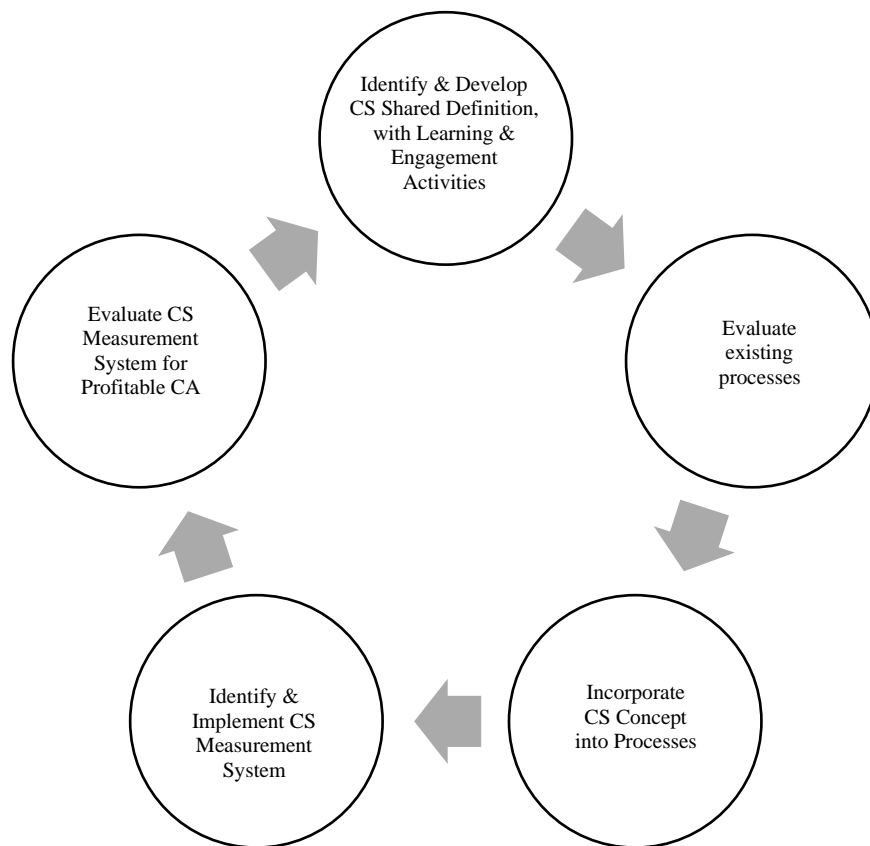 Identify & Develop
CS Shared Definition,
with Learning &
Engagement
Activities
Evaluate
existing
processes
Incorporate
CS Concept
into Processes
Identify &
Implement CS
Measurement
System
Evaluate CS
Measurement
System for
Profitable CA